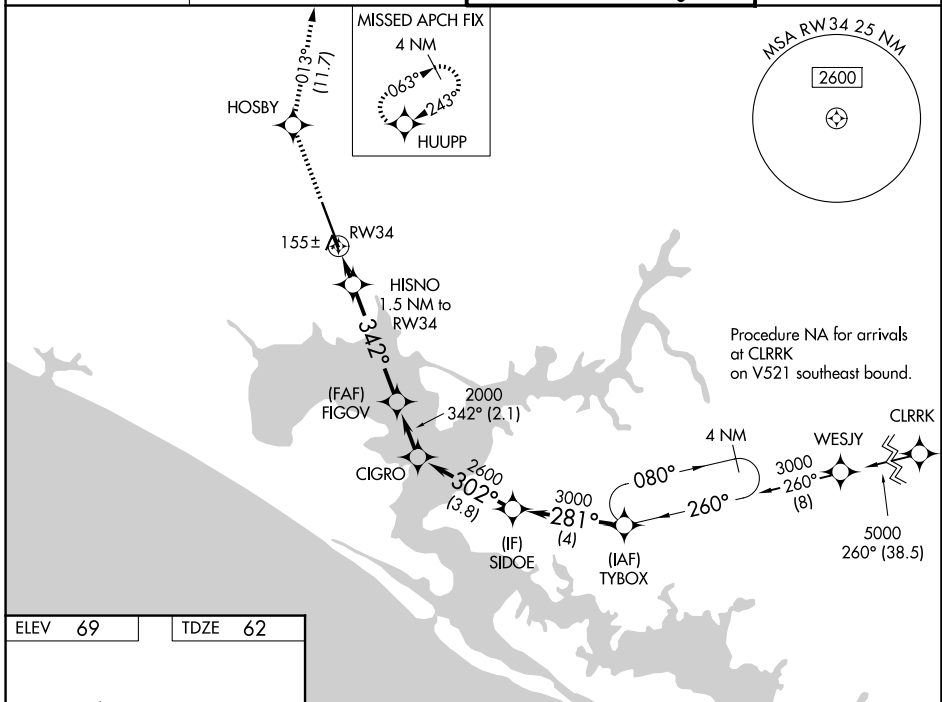 MISSED APCH FIX
4 NM
063°
243°
HUUPP
013°
(11.7)
HOSBY
MSA RW34 25 NM
2600
155±
RW34
HISNO
1.5 NM to
RW34
342°
(FAF)
FIGOV
2000
342° (2.1)
CIGRO
2600
302°
(3.8)
(IF)
SIDOE
3000
281°
(4)
(IAF)
TYBOX
080°
4 NM
260°
WESJY
3000
260°
(8)
CLRRK
5000
260° (38.5)
Procedure NA for arrivals
at CLRRK
on V521 southeast bound.
ELEV 69
TDZE 62